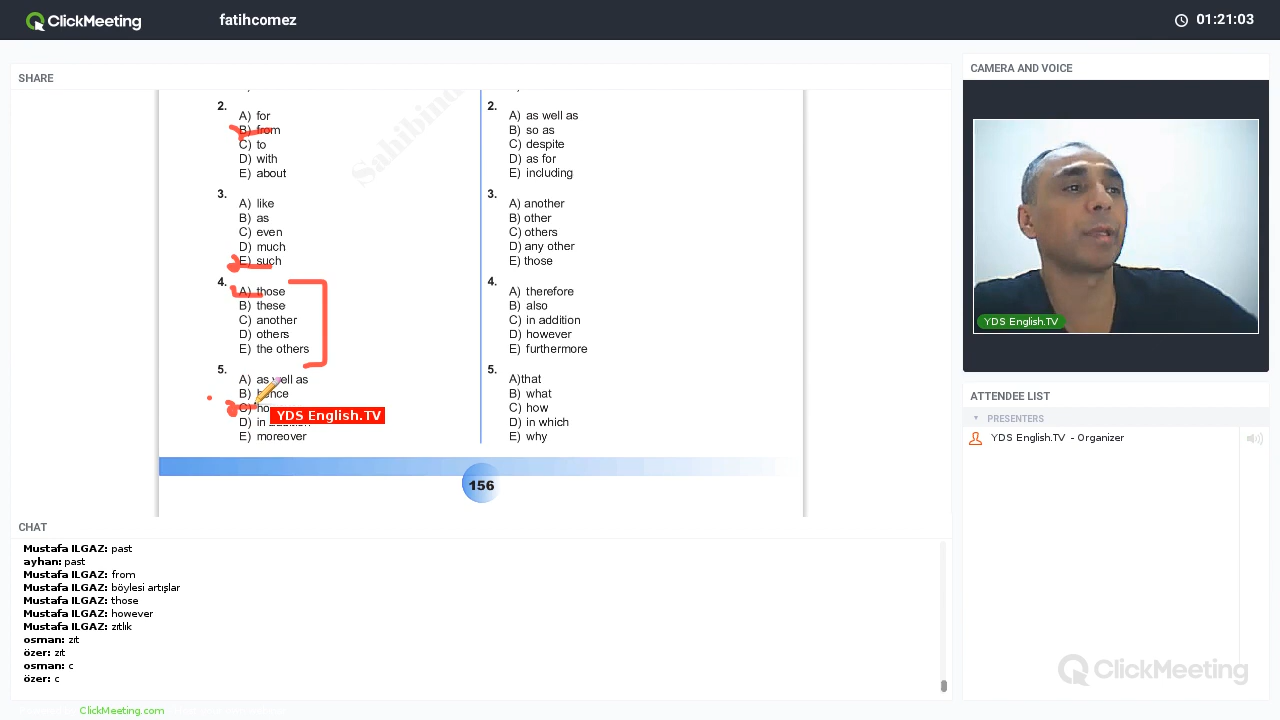 ClickMeeting
fatihcomez
01:21:03
SHARE
2.
A) for
B) from
C) to
D) with
E) about
3.
A) like
B) as
C) even
D) much
E) such
4.
A) those
B) these
C) another
D) others
E) the others
5.
A) as well as
B) hence
C)
D) in addition
E) moreover
2.
A) as well as
B) so as
C) despite
D) as for
E) including
3.
A) another
B) other
C) others
D) any other
E) those
4.
A) therefore
B) also
C) in addition
D) however
E) furthermore
5.
A)that
B) what
C) how
D) in which
E) why
YDS English.TV
156
CAMERA AND VOICE
YDS English.TV
ATTENDEE LIST
PRESENTERS
YDS English.TV - Organizer
CHAT
Mustafa ILGAZ: past
ayhan: past
Mustafa ILGAZ: from
Mustafa ILGAZ: böylesi artışlar
Mustafa ILGAZ: those
Mustafa ILGAZ: however
Mustafa ILGAZ: zıtlık
osman: zıt
özer: zıt
osman: c
özer: c
ClickMeeting
ClickMeeting.com